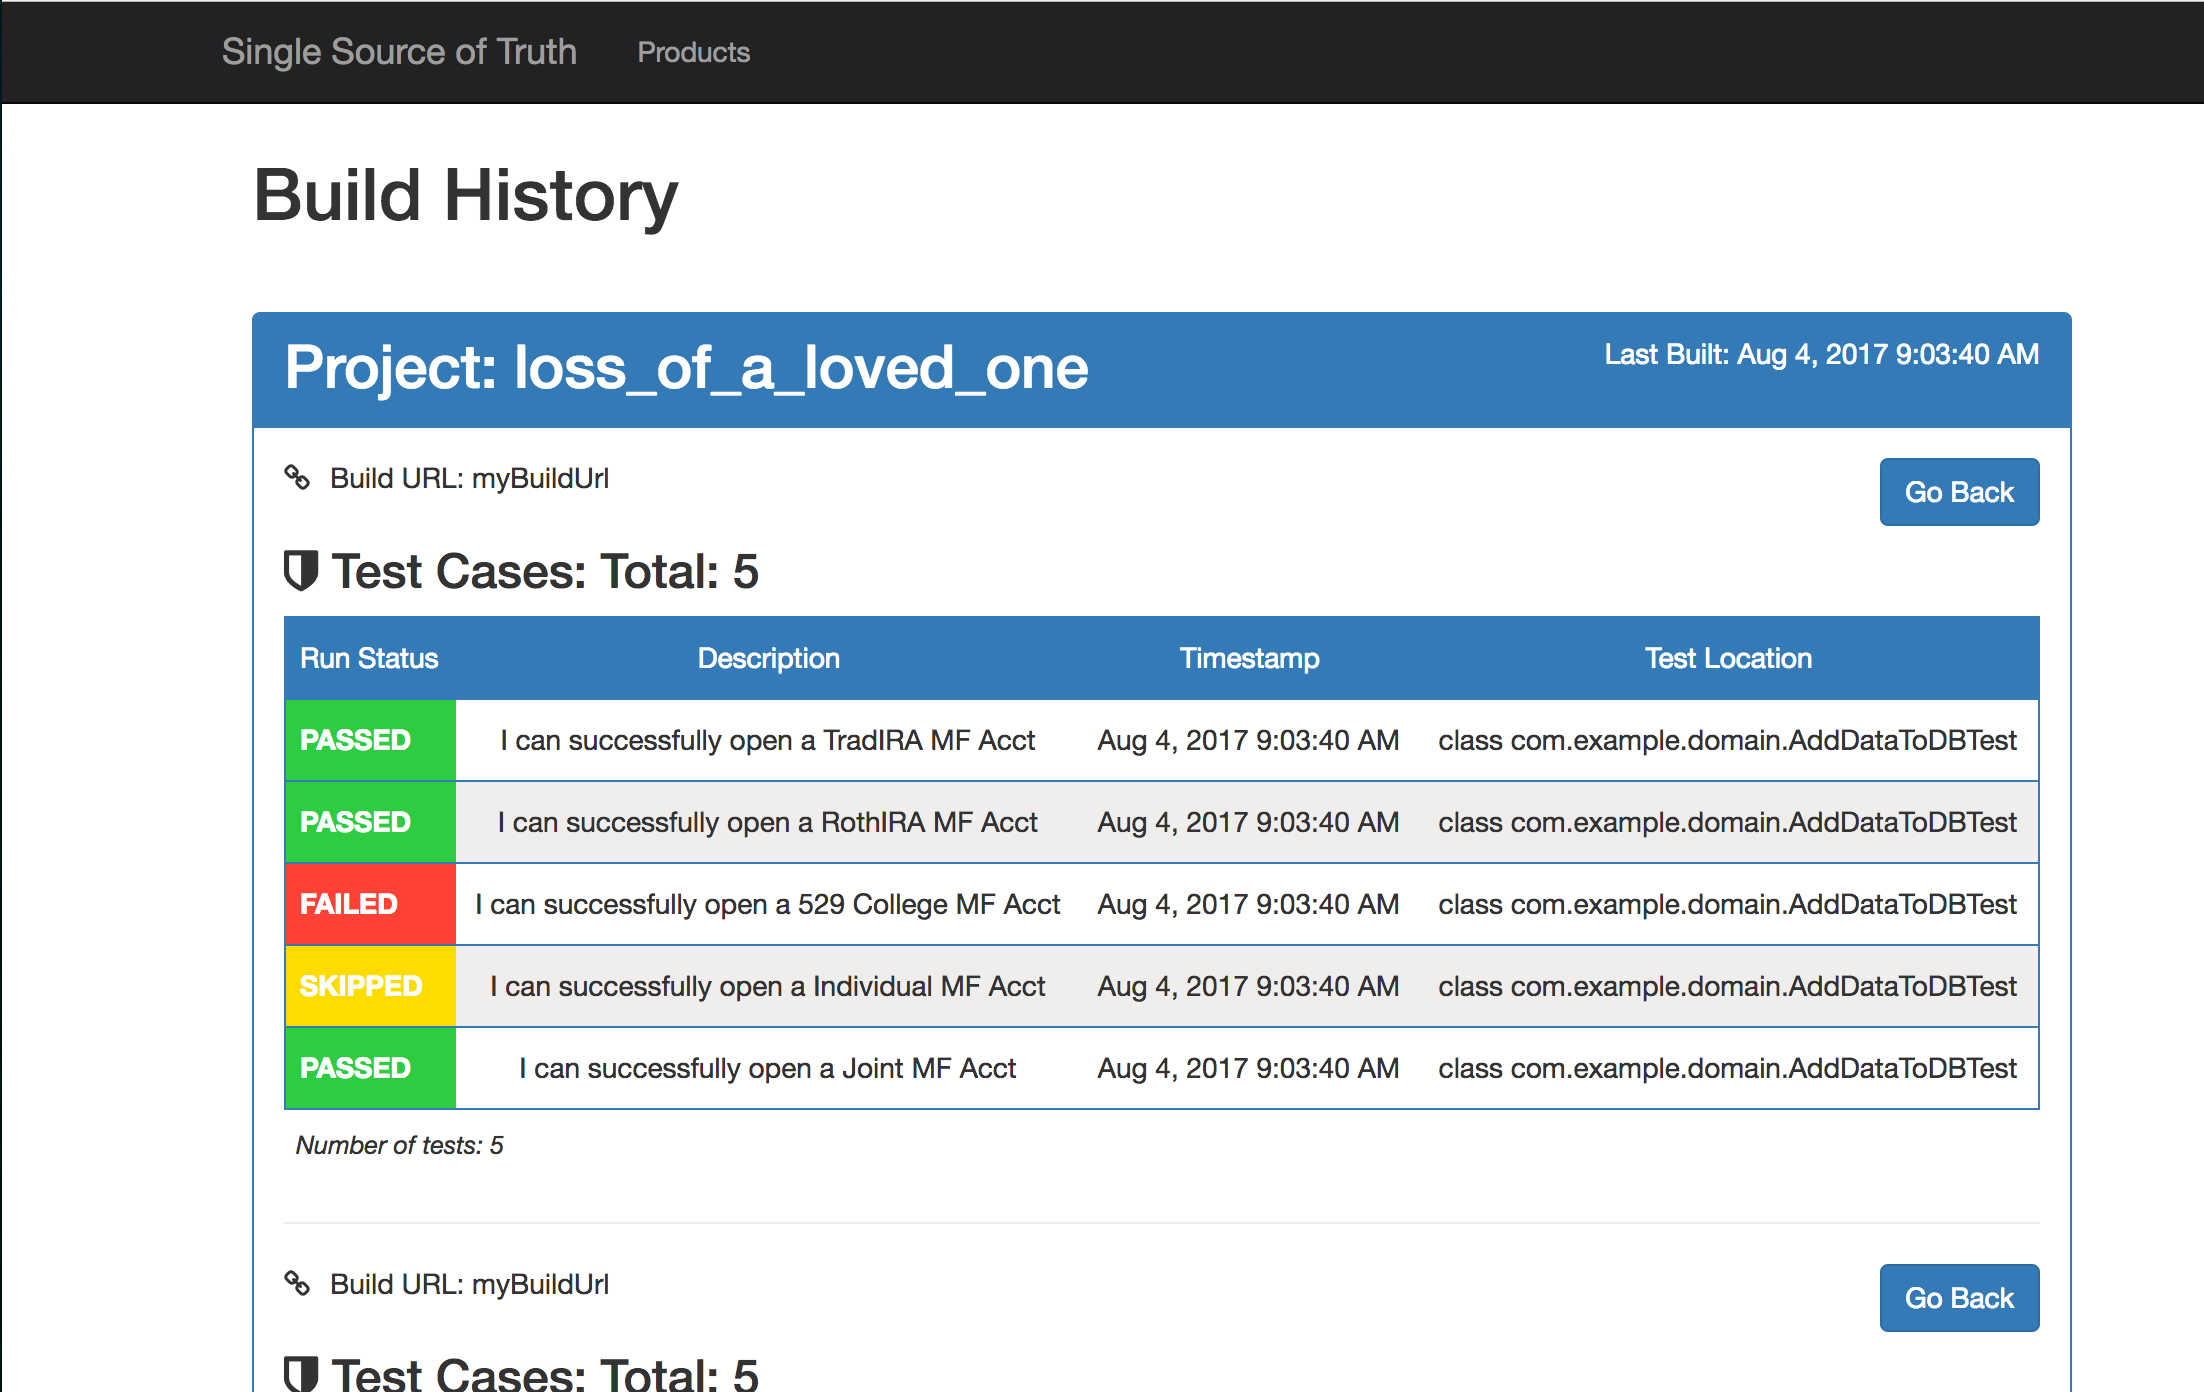 Single Source of Truth Products
Build History
Project: loss_of_a_loved_one Last Built: Aug 4, 2017 9:03:40 AM
Build URL: myBuildUrl Go Back
Test Cases: Total: 5
Run Status Description Timestamp Test Location
PASSED I can successfully open a TradIRA MF Acct Aug 4, 2017 9:03:40 AM class com.example.domain.AddDataToDBTest
PASSED I can successfully open a RothIRA MF Acct Aug 4, 2017 9:03:40 AM class com.example.domain.AddDataToDBTest
FAILED I can successfully open a 529 College MF Acct Aug 4, 2017 9:03:40 AM class com.example.domain.AddDataToDBTest
SKIPPED I can successfully open a Individual MF Acct Aug 4, 2017 9:03:40 AM class com.example.domain.AddDataToDBTest
PASSED I can successfully open a Joint MF Acct Aug 4, 2017 9:03:40 AM class com.example.domain.AddDataToDBTest
Number of tests: 5
Build URL: myBuildUrl Go Back
Test Cases: Total: 5